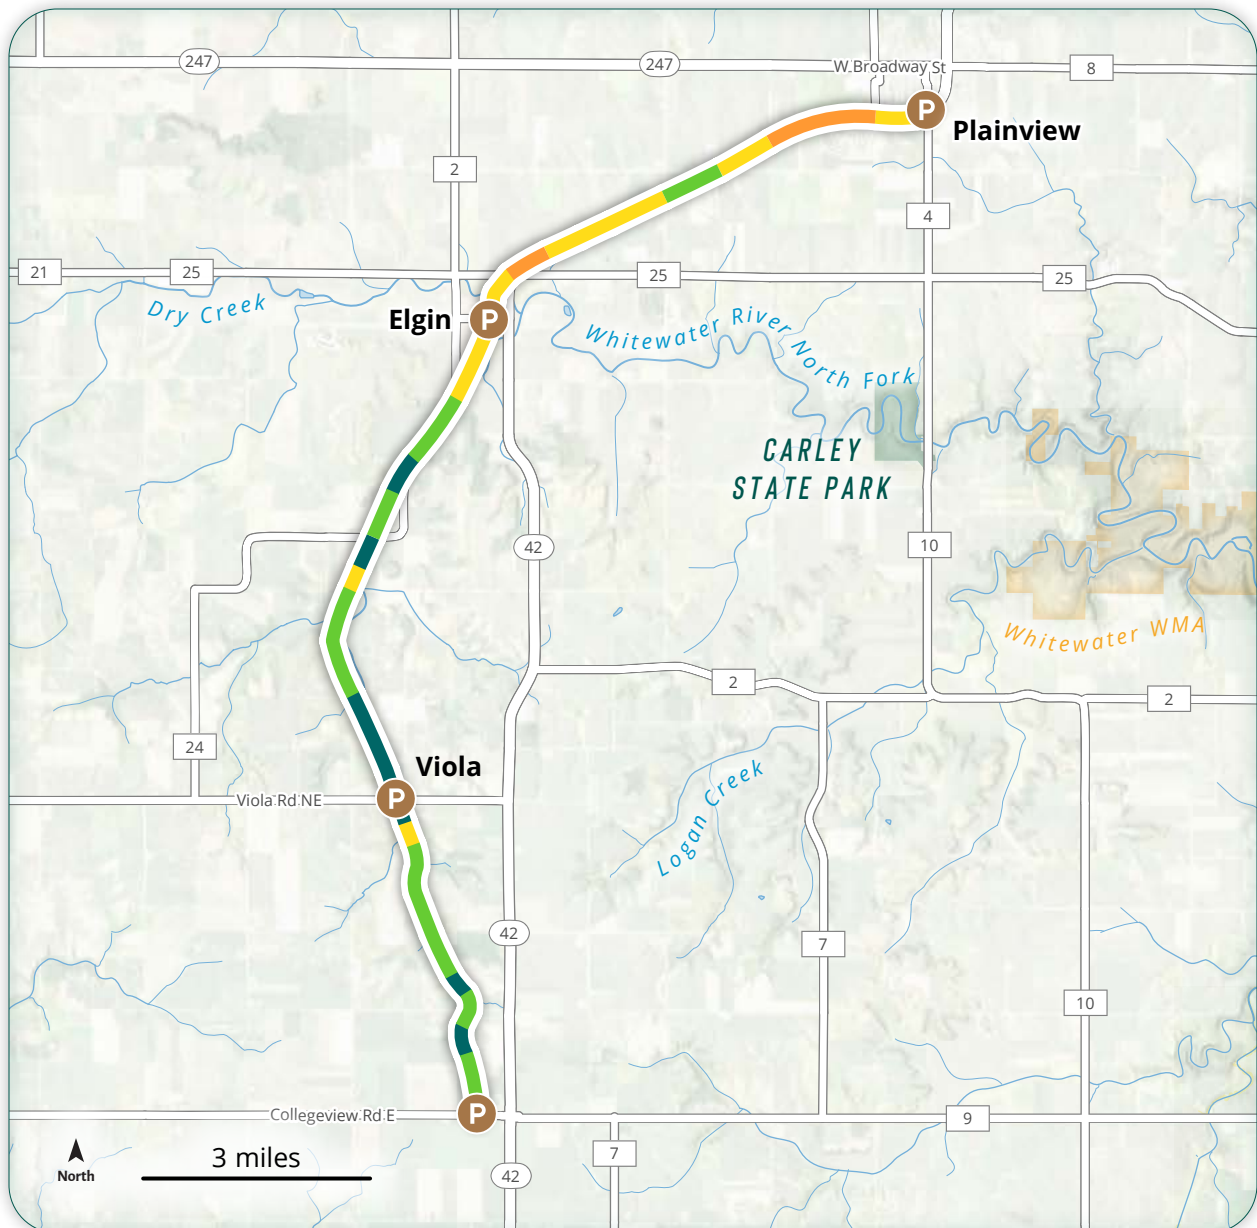 247
247
W Broadway St
8
P
Plainview
2
4
21
25
25
25
Dry Creek
Elgin
P
Whitewater River
North Fork
CARLEY
STATE PARK
42
10
Whitewater WMA
2
2
24
Viola
Viola Rd NE
P
Logan Creek
42
7
10
Collegeview Rd E
P
9
North
3 miles
7
42